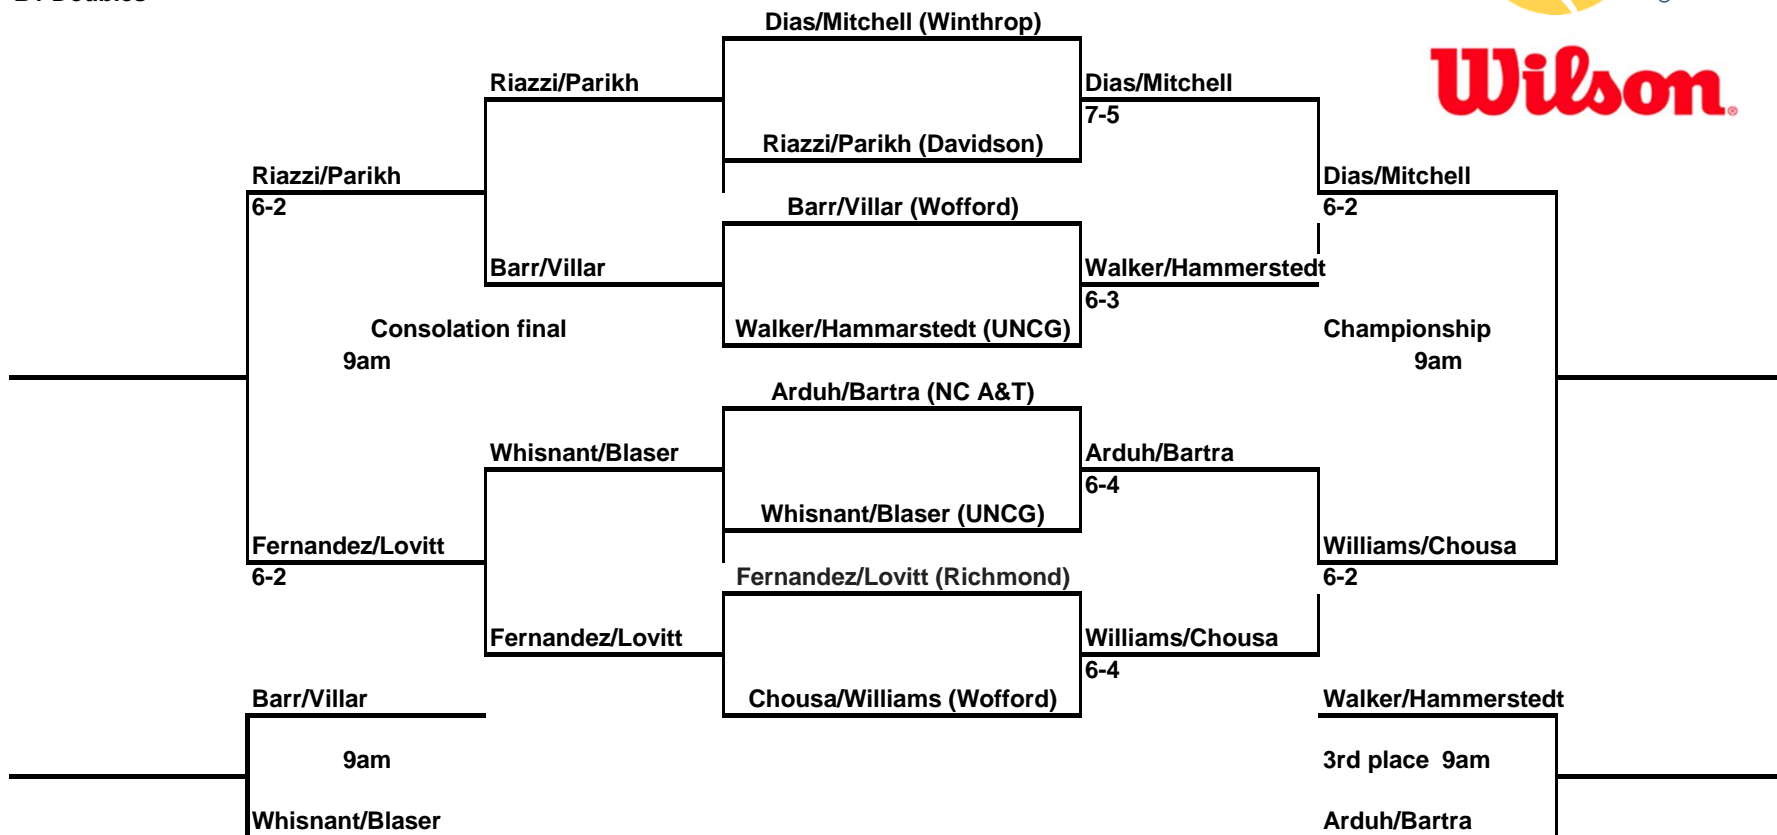 Dias/Mitchell (Winthrop)
Riazzi/Parikh
Dias/Mitchell
Wilson.
7-5
Riazzi/Parikh (Davidson)
Riazzi/Parikh
Dias/Mitchell
6-2
Barr/Villar (Wofford)
6-2
Barr/Villar
Walker/Hammerstedt
6-3
Consolation final
Walker/Hammarstedt (UNCG)
Championship
9am
9am
Arduh/Bartra (NC A&T)
Whisnant/Blaser
Arduh/Bartra
6-4
Whisnant/Blaser (UNCG)
Fernandez/Lovitt
Williams/Chousa
6-2
Fernandez/Lovitt (Richmond)
6-2
Fernandez/Lovitt
Williams/Chousa
6-4
Barr/Villar
Chousa/Williams (Wofford)
Walker/Hammerstedt
9am
3rd place 9am
Whisnant/Blaser
Arduh/Bartra